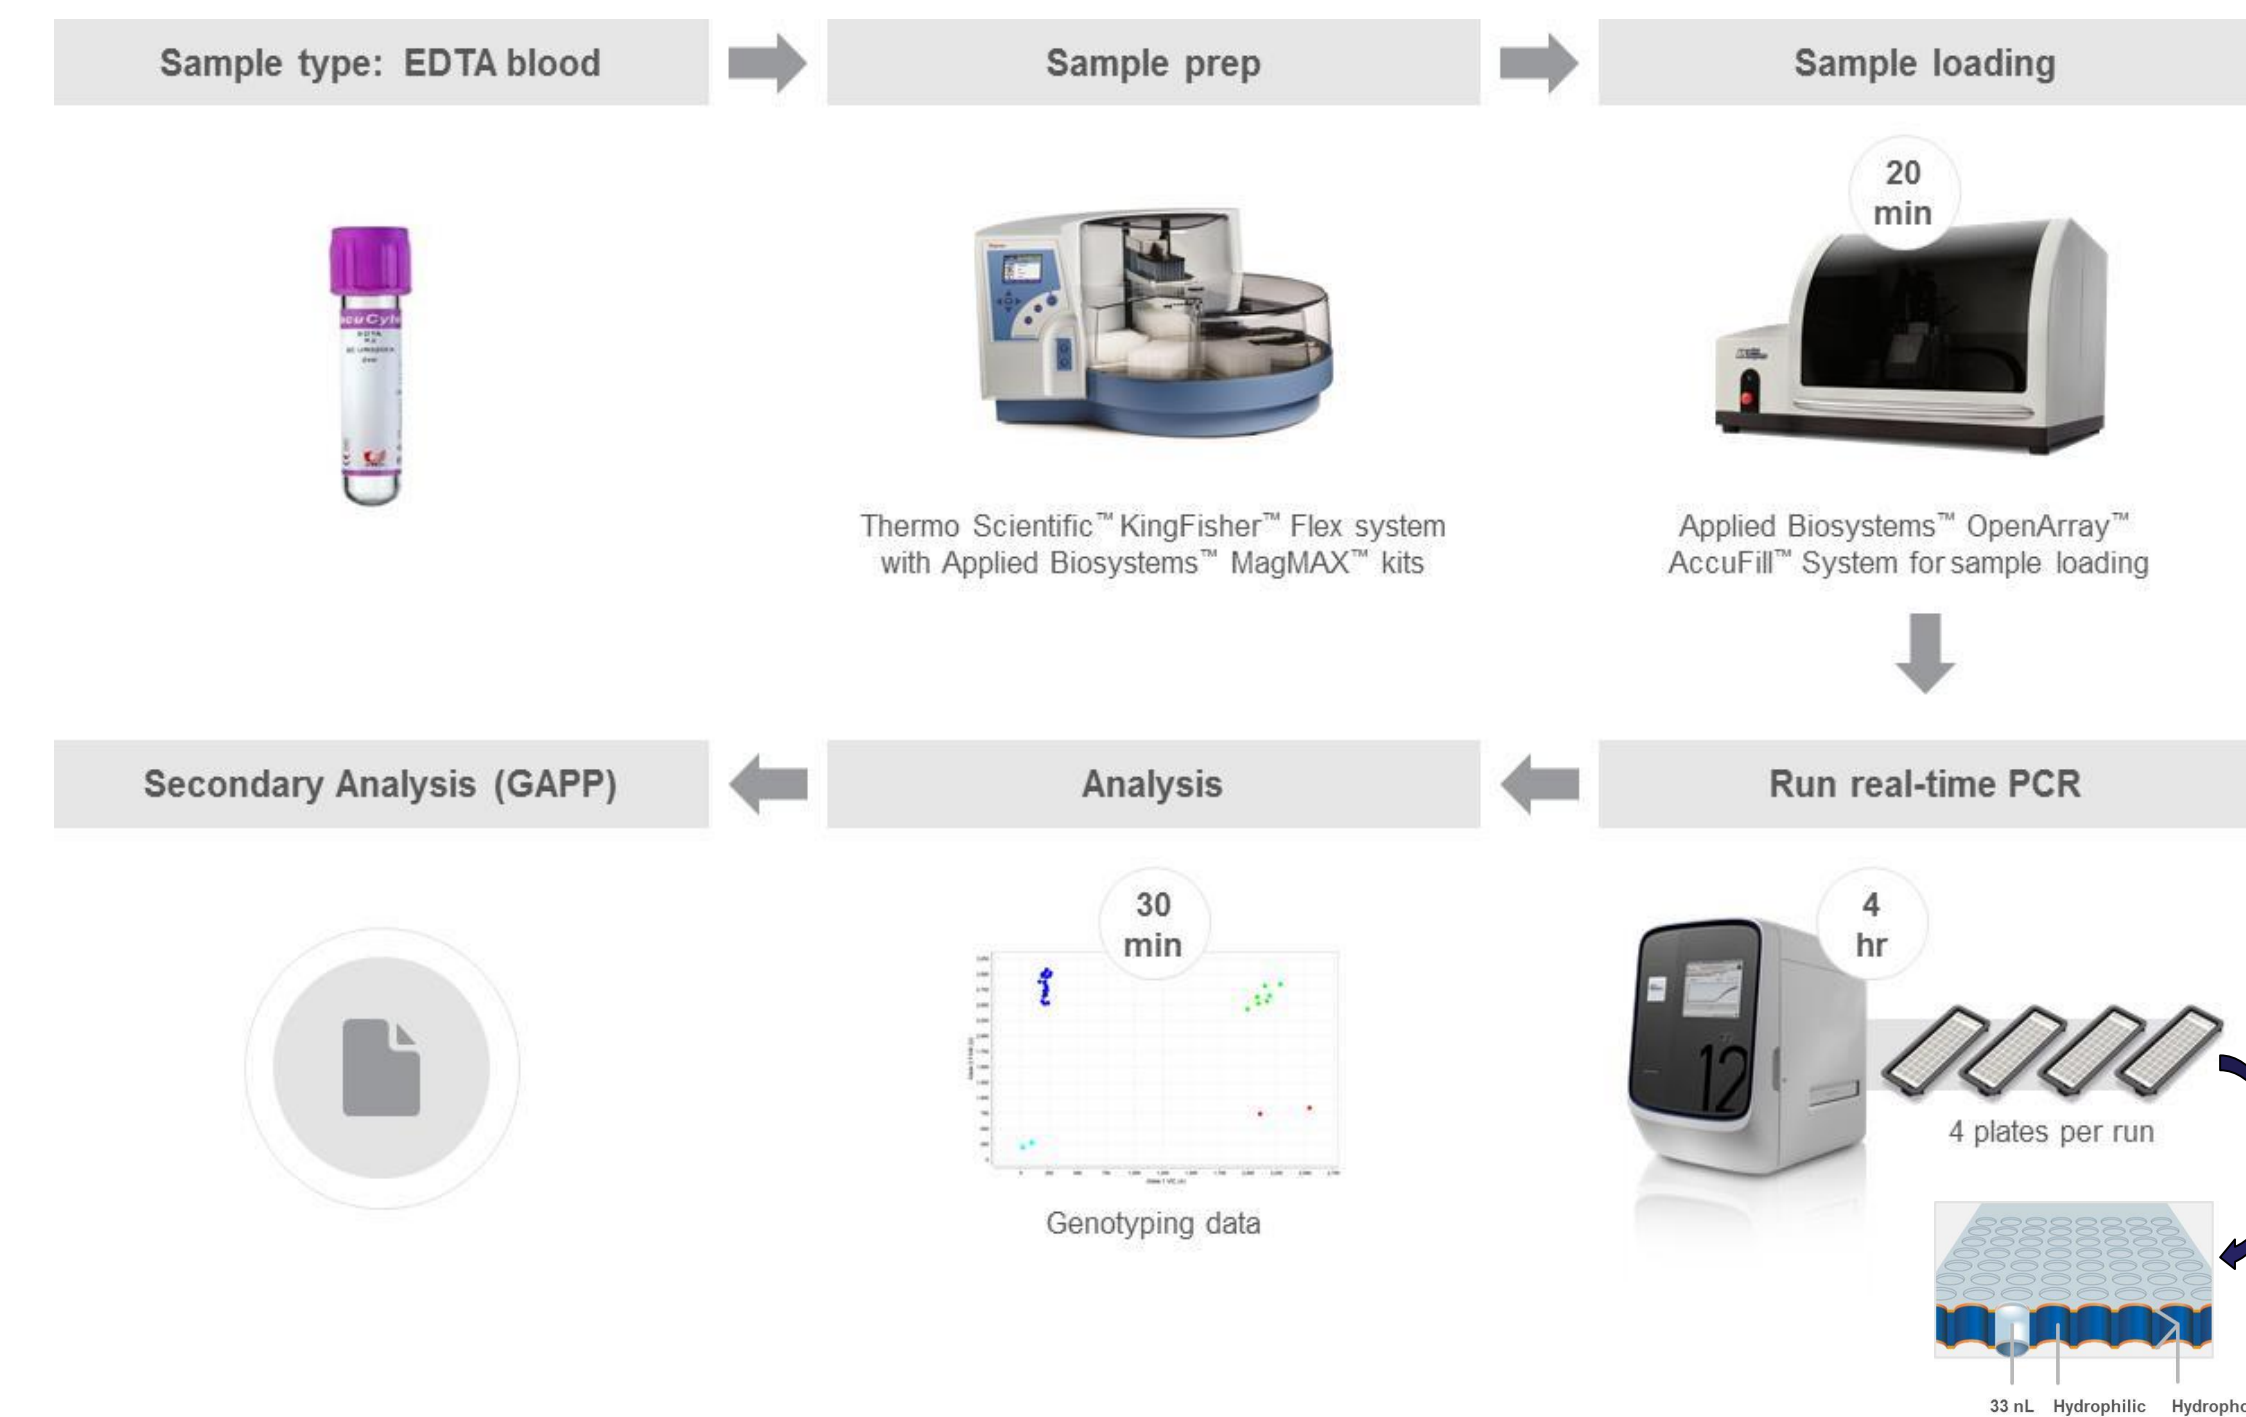 Sample type: EDTA blood
Sample prep
Sample loading
20
min
Thermo Scientific™ KingFisher™ Flex system
with Applied Biosystems™ MagMAX™ kits
Applied Biosystems™ OpenArray™
AccuFill™ System for sample loading
Secondary Analysis (GAPP)
Analysis
Run real-time PCR
30
min
4
hr
12
4 plates per run
Genotyping data
33 nL Hydrophilic